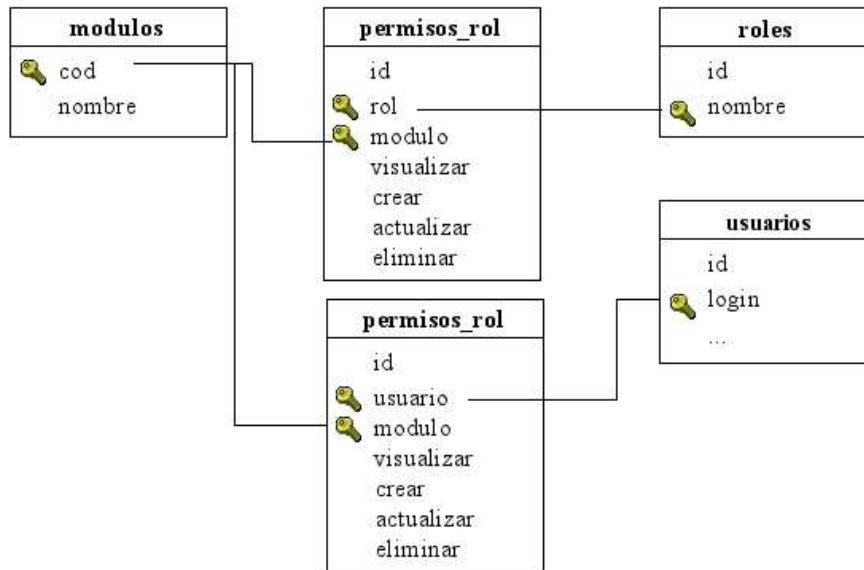 modulos
cod
nombre
permisos_rol
id
rol
modulo
visualizar
crear
actualizar
eliminar
roles
id
nombre
usuarios
id
login
...
permisos_rol
id
usuario
modulo
visualizar
crear
actualizar
eliminar